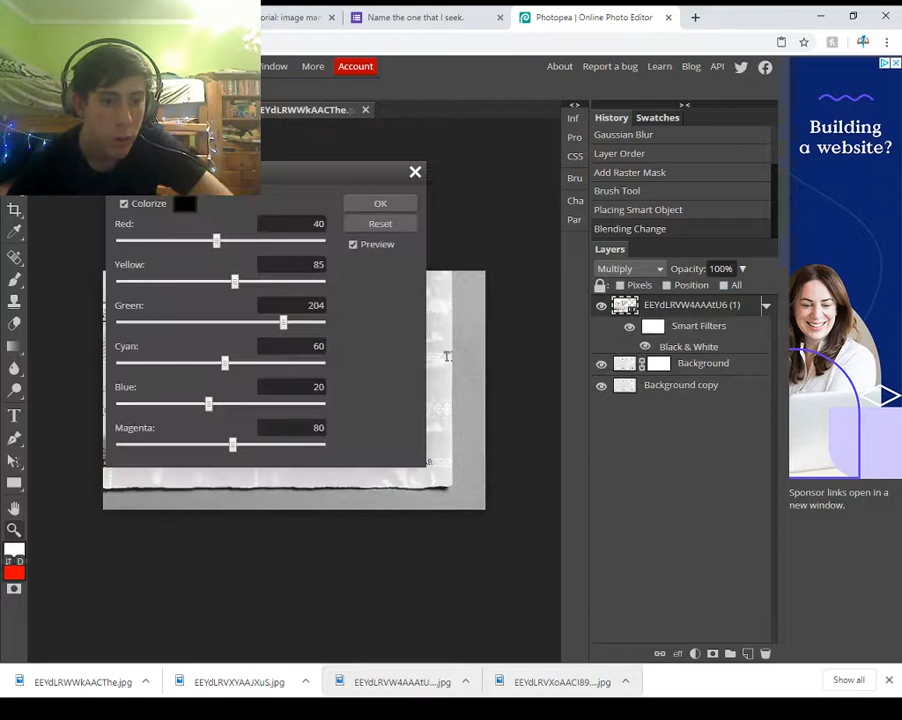 orial: image mar
Name the one that I seek.
Photopea | Online Photo Editor
ndow
More
Account
About
Report a bug
Learn
Blog
API
EEYdLRWWkAACThe.
Inf
Pro
CSS
Bru
Cha
Par
History
Swatches
Gaussian Blur
Layer Order
Add Raster Mask
Brush Tool
Placing Smart Object
Blending Change
Layers
Multiply
Opacity: 100%
Pixels
Position
All
EEYdLRVW4AAAtU6 (1)
Smart Filters
Black & White
Background
Background copy
Colorize
OK
Red:
40
Reset
Preview
Yellow:
85
Green:
204
Cyan:
60
Blue:
20
Magenta:
80
D
Building
a website?
Sponsor links open in a
new window.
EEYdLRWWkAACThe.jpg
EEYdLRVXYAAJXuS.jpg
EEYdLRVW4AAAtU....jpg
EEYdLRVXoAACI89....jpg
Show all